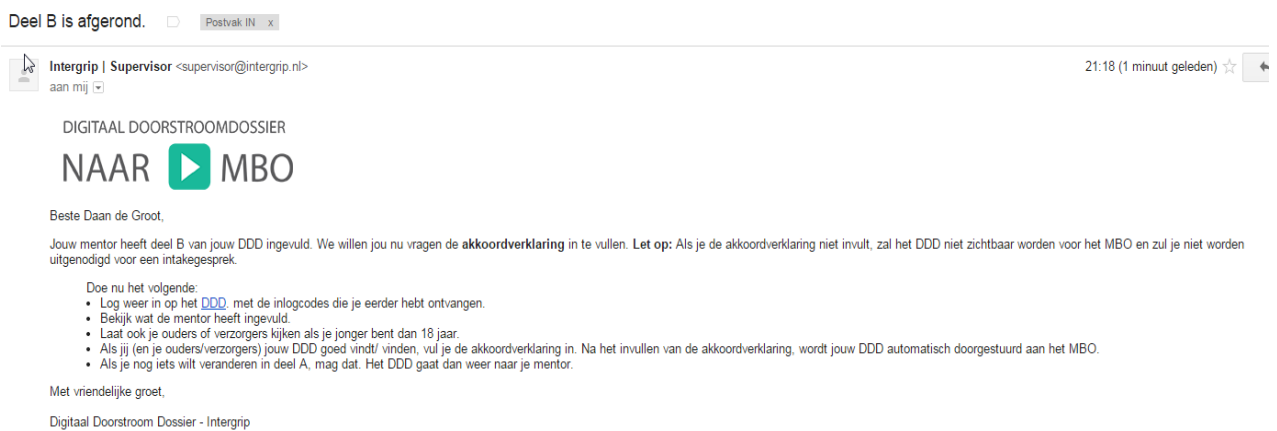 Deel B is afgerond.
Postvak IN x
Intergrip | Supervisor <supervisor@intergrip.nl>
21:18 (1 minuut geleden)
aan mij
DIGITAAL DOORSTROOMDOSSIER
NAAR MBO
Beste Daan de Groot,
Jouw mentor heeft deel B van jouw DDD ingevuld. We willen jou nu vragen de akkoordverklaring in te vullen. Let op: Als je de akkoordverklaring niet invult, zal het DDD niet zichtbaar worden voor het MBO en zul je niet worden
uitgenodigd voor een intakegesprek.
Doe nu het volgende:
• Log weer in op het DDD. met de inlogcodes die je eerder hebt ontvangen.
• Bekijk wat de mentor heeft ingevuld.
• Laat ook je ouders of verzorgers kijken als je jonger bent dan 18 jaar.
• Als jij (en je ouders/verzorgers) jouw DDD goed vindt/ vinden, vul je de akkoordverklaring in. Na het invullen van de akkoordverklaring, wordt jouw DDD automatisch doorgestuurd aan het MBO.
• Als je nog iets wilt veranderen in deel A, mag dat. Het DDD gaat dan weer naar je mentor.
Met vriendelijke groet,
Digitaal Doorstroom Dossier - Intergrip